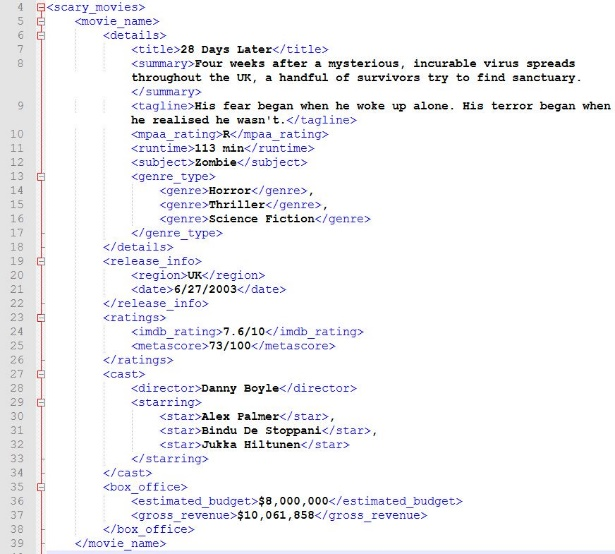 4 <scary_movies>
5 <movie_name>
6 <details>
7 <title>28 Days Later</title>
8 <summary>Four weeks after a mysterious, incurable virus spreads
throughout the UK, a handful of survivors try to find sanctuary.
</summary>
9 <tagline>His fear began when he woke up alone. His terror began when
he realised he wasn't.</tagline>
10 <mpaa_rating>R</mpaa_rating>
11 <runtime>113 min</runtime>
12 <subject>Zombie</subject>
13 <genre_type>
14 <genre>Horror</genre>,
15 <genre>Thriller</genre>,
16 <genre>Science Fiction</genre>
17 </genre_type>
18 </details>
19 <release_info>
20 <region>UK</region>
21 <date>6/27/2003</date>
22 </release_info>
23 <ratings>
24 <imdb_rating>7.6/10</imdb_rating>
25 <metascore>73/100</metascore>
26 </ratings>
27 <cast>
28 <director>Danny Boyle</director>
29 <starring>
30 <star>Alex Palmer</star>,
31 <star>Bindu De Stoppani</star>,
32 <star>Jukka Hiltunen</star>
33 </starring>
34 </cast>
35 <box_office>
36 <estimated_budget>$8,000,000</estimated_budget>
37 <gross_revenue>$10,061,858</gross_revenue>
38 </box_office>
39 </movie_name>